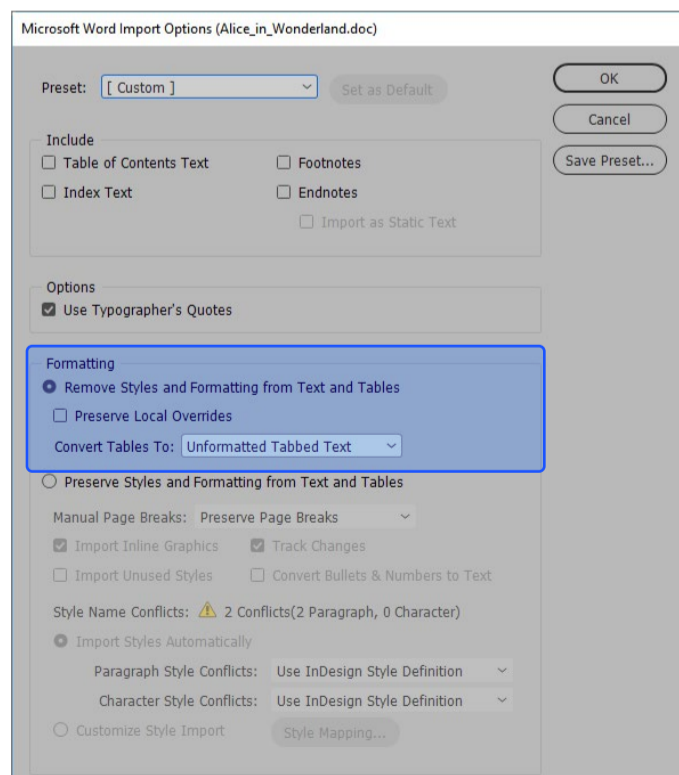 Microsoft Word Import Options (Alice_in_Wonderland.doc)
Preset: [ Custom ] Set as Default
OK
Cancel
Save Preset...
Include
Table of Contents Text Footnotes
Index Text Endnotes
Import as Static Text
Options
Use Typographer's Quotes
Formatting
Remove Styles and Formatting from Text and Tables
Preserve Local Overrides
Convert Tables To: Unformatted Tabbed Text
Preserve Styles and Formatting from Text and Tables
Manual Page Breaks: Preserve Page Breaks
Import Inline Graphics Track Changes
Import Unused Styles Convert Bullets & Numbers to Text
Style Name Conflicts: 2 Conflicts(2 Paragraph, 0 Character)
Import Styles Automatically
Paragraph Style Conflicts: Use InDesign Style Definition
Character Style Conflicts: Use InDesign Style Definition
Customize Style Import Style Mapping...